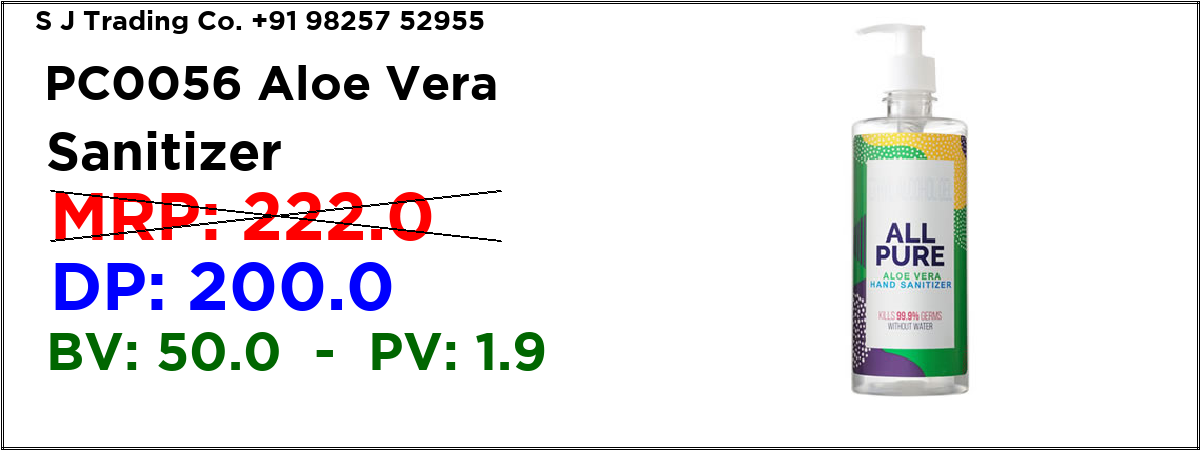 S J Trading Co. +91 98257 52955
PC0056 Aloe Vera
Sanitizer
MRP: 222.0
DP: 200.0
BV: 50.0 - PV: 1.9
ALL
PURE
ALOE VERA
HAND SANITIZER
KILLS 99.9% GERMS
WITHOUT WATER